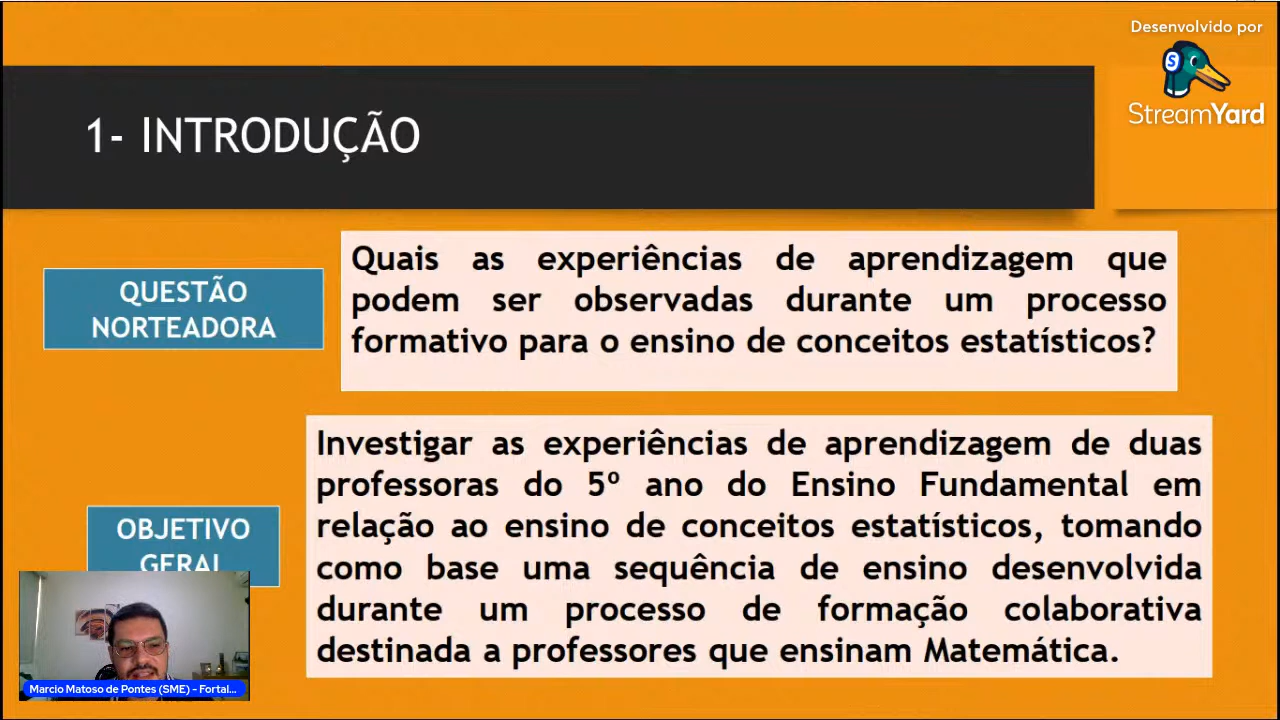 Desenvolvido por
StreamYard
1- INTRODUÇÃO
QUESTÃO
NORTEADORA
Quais as experiências de aprendizagem que
podem ser observadas durante um processo
formativo para o ensino de conceitos estatísticos?
OBJETIVO
GERAL
Investigar as experiências de aprendizagem de duas
professoras do 5º ano do Ensino Fundamental em
relação ao ensino de conceitos estatísticos, tomando
como base uma sequência de ensino desenvolvida
durante um processo de formação colaborativa
destinada a professores que ensinam Matemática.
Marcio Matoso de Pontes (SME) - Fortal...